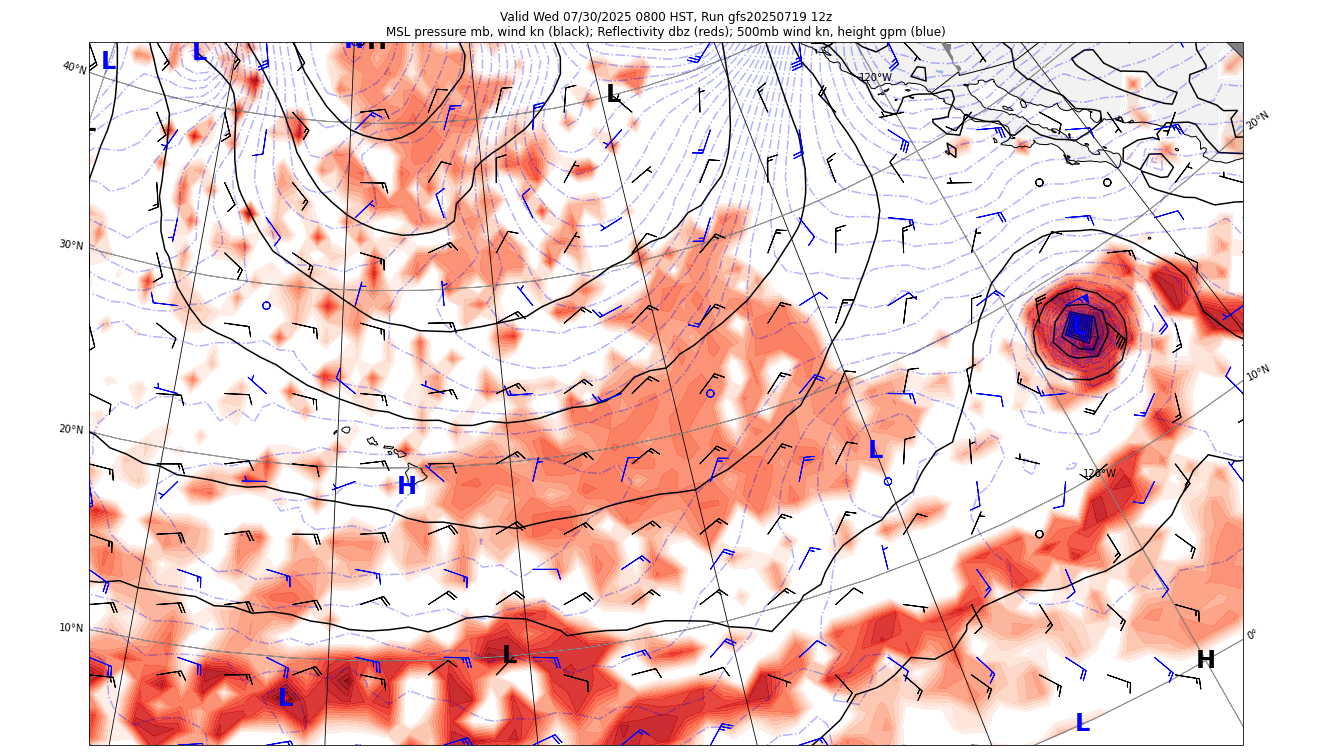 Valid Wed 07/30/2025 0800 HST, Run gfs20250719 12z
MSL pressure mb, wind kn (black); Reflectivity dbz (reds); 500mb wind kn, height gpm (blue)
L
L
H
40°N
120°W
L
20°N
30°N
10°N
20°N
L
120°W
H
10°N
0°
L
H
L
L